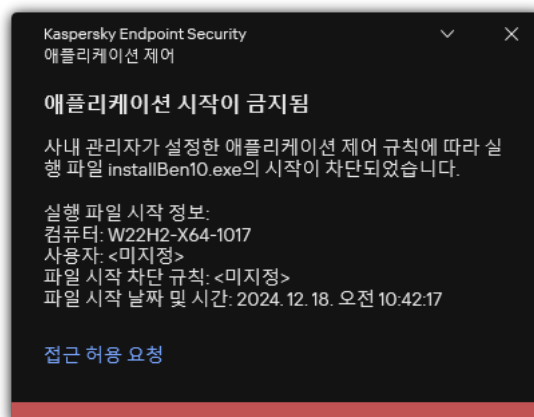 Kaspersky Endpoint Security
애플리케이션 제어
애플리케이션 시작이 금지됨
사내 관리자가 설정한 애플리케이션 제어 규칙에 따라 실
행 파일 installBen10.exe의 시작이 차단되었습니다.
실행 파일 시작 정보:
컴퓨터: W22H2-X64-1017
사용자: <미지정>
파일 시작 차단 규칙: <미지정>
파일 시작 날짜 및 시간: 2024. 12. 18. 오전 10:42:17
접근 허용 요청